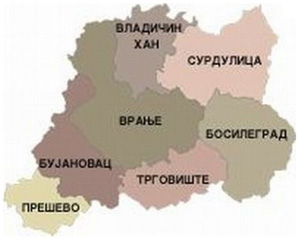 ВЛАДИЧИН
ХАН
СУРДУЛИЦА
ВРАЊЕ
БОСИЛЕГРАД
БУЈАНОВАЦ
ТРГОВИШТЕ
ПРЕШЕВО